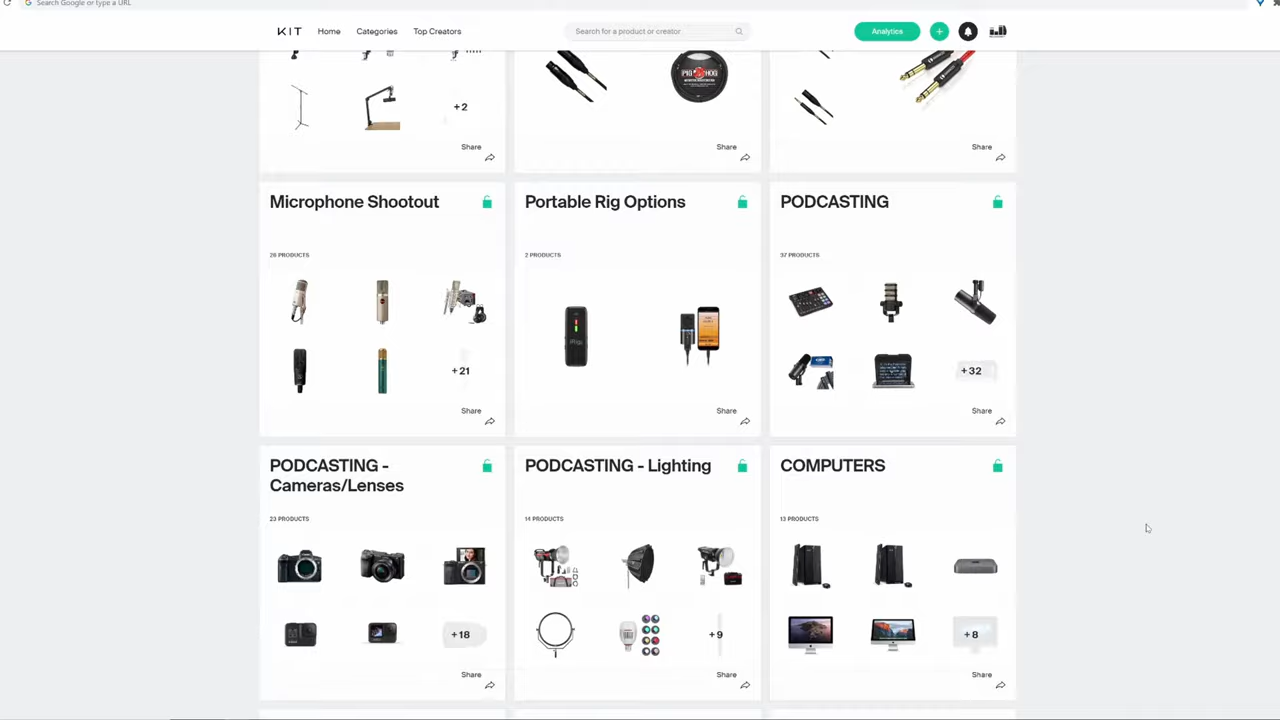 Search Google or type a URL
KIT
Home
Categories
Top Creators
Search for a product or creator
Analytics
+
PIG HOG
+2
Share
Share
Share
Microphone Shootout
Portable Rig Options
PODCASTING
26 PRODUCTS
2 PRODUCTS
37 PRODUCTS
+21
+32
Share
Share
Share
PODCASTING -
Cameras/Lenses
PODCASTING - Lighting
COMPUTERS
23 PRODUCTS
14 PRODUCTS
13 PRODUCTS
+18
+9
+8
Share
Share
Share